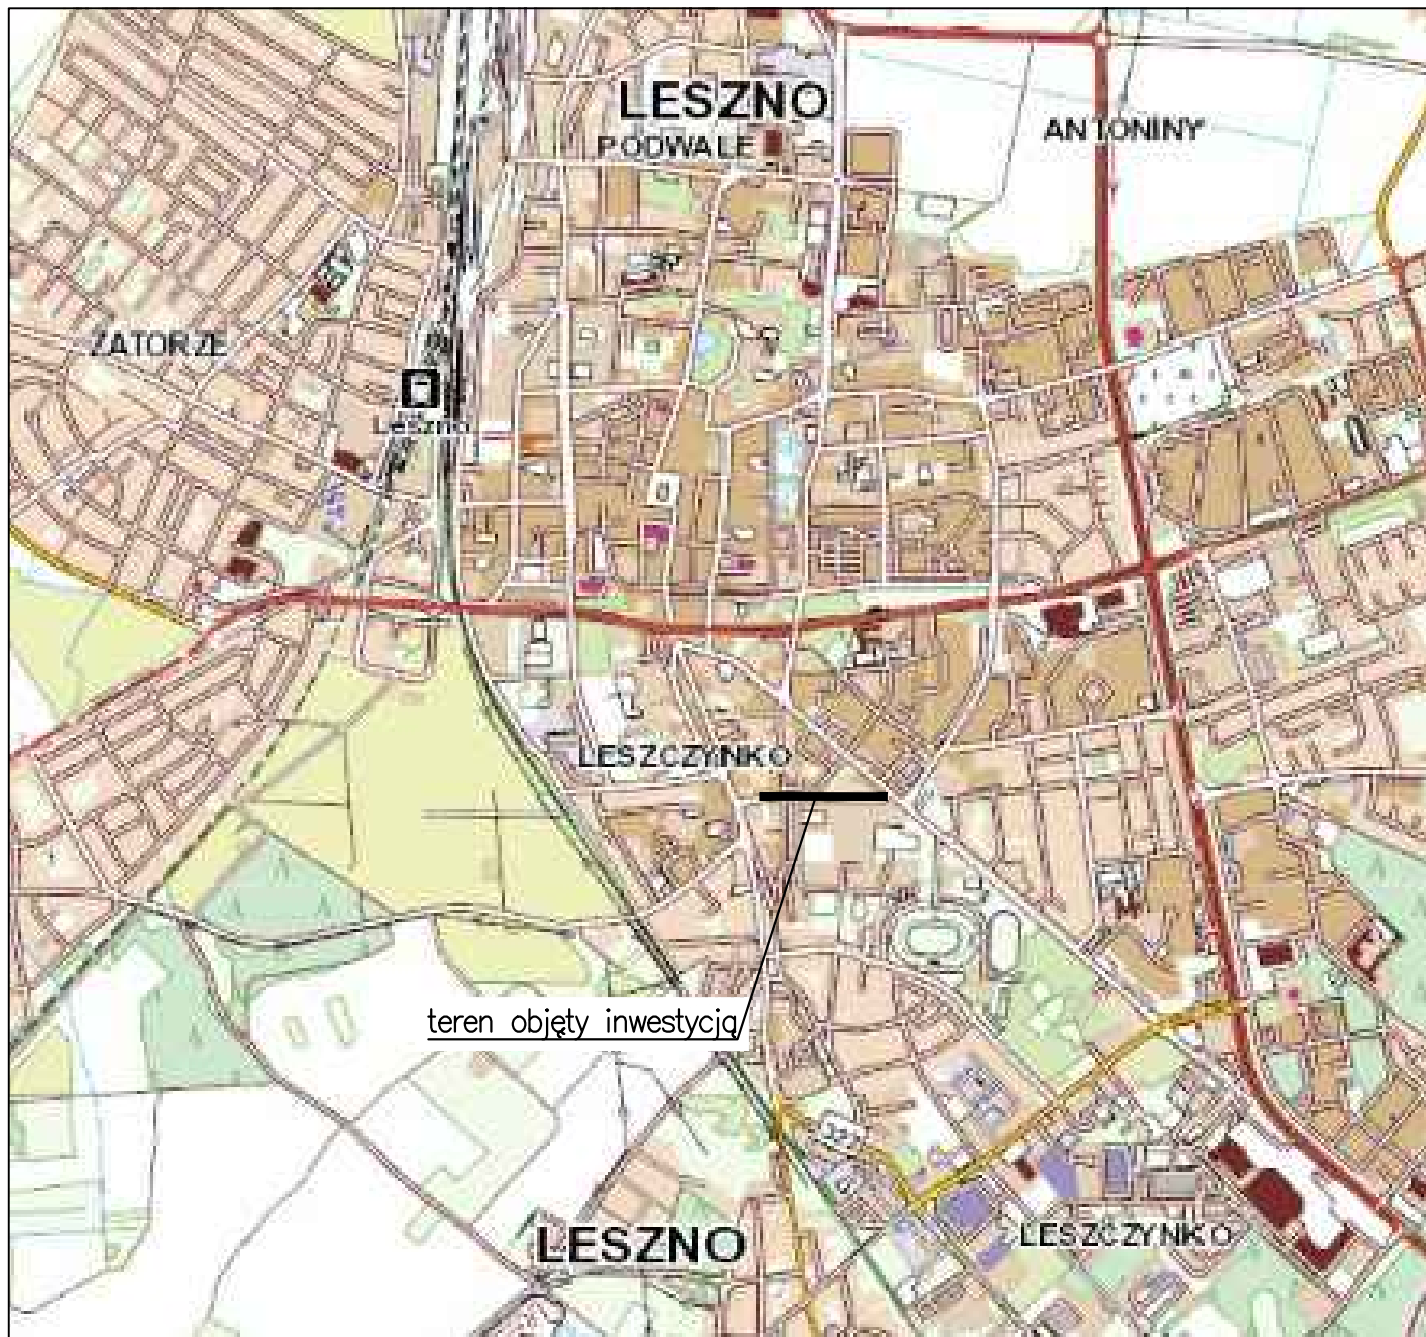 LESZNO
PODWALE
ANTONINY
ZATORZE
Leszno
LESZCZYNKO
teren objęty inwestycją
LESZNO
LESZCZYNKO